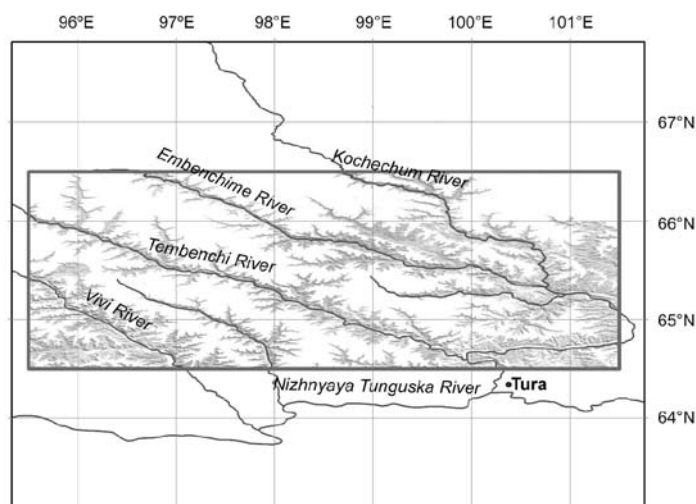 96°E 97°E 98°E 99°E 100°E 101°E
67°N
Kochechum River
Embenchime River
66°N
Tembenchi River
Vivi River
65°N
Nizhnyaya Tunguska River
Tura
64°N